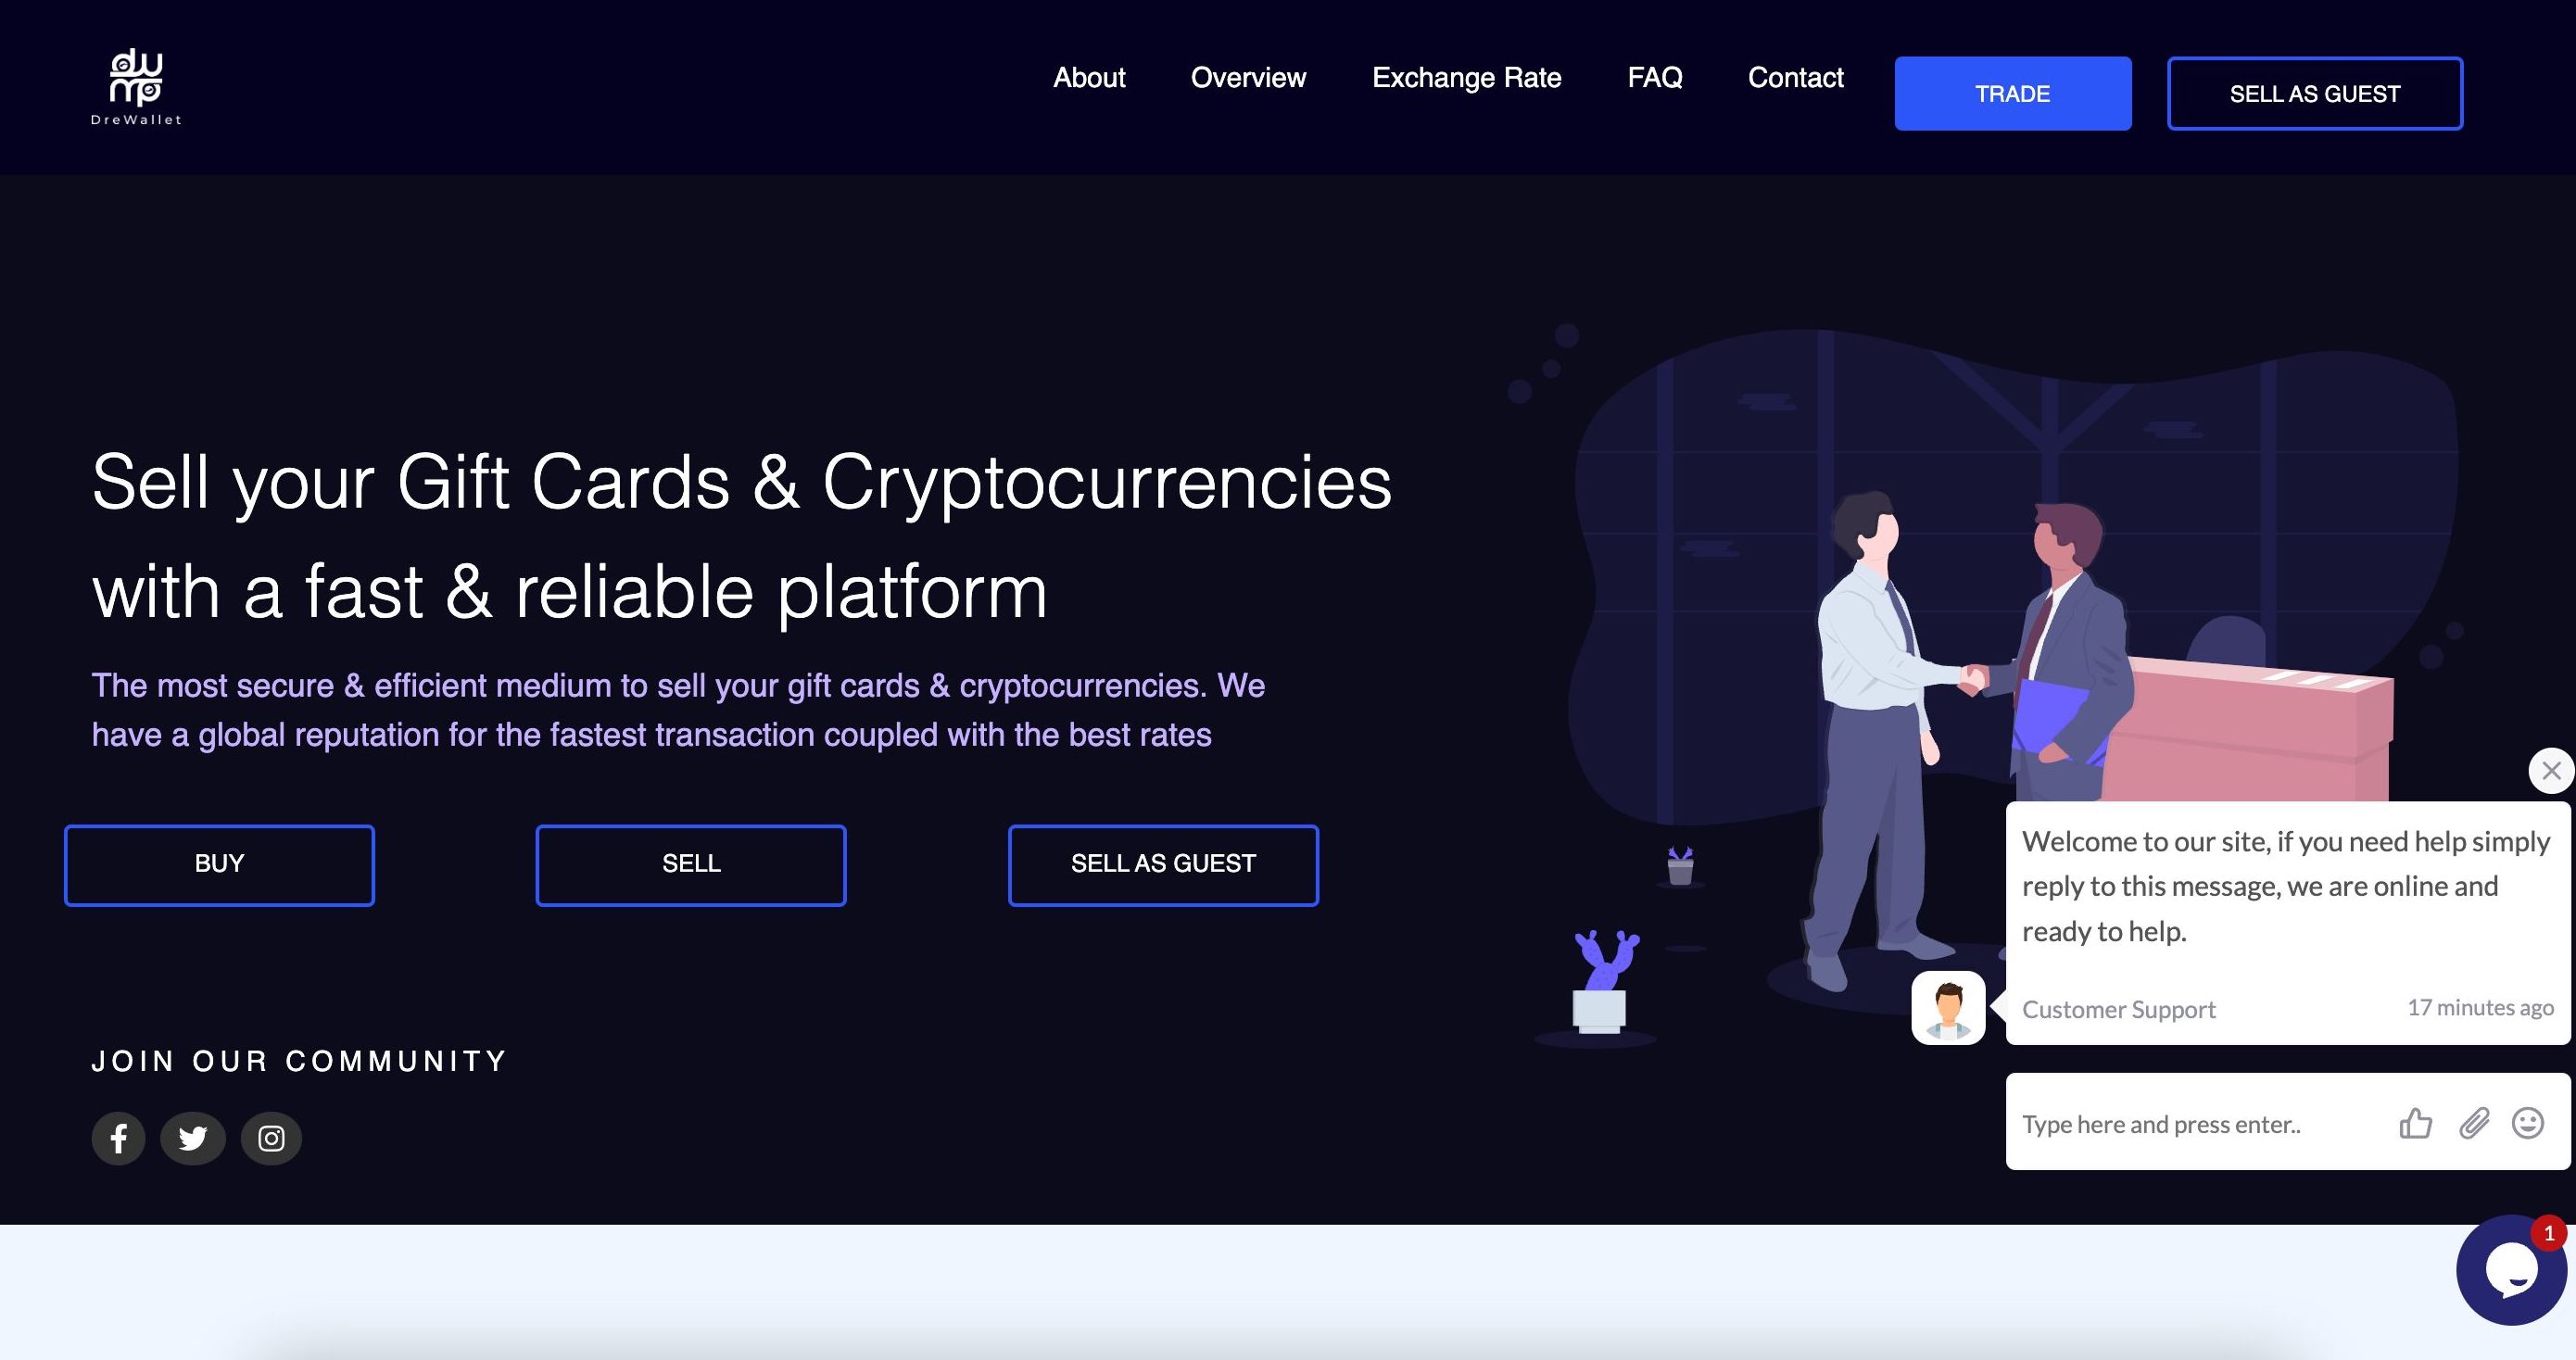 dump
DreWallet
About Overview Exchange Rate FAQ Contact TRADE SELL AS GUEST
Sell your Gift Cards & Cryptocurrencies
with a fast & reliable platform
The most secure & efficient medium to sell your gift cards & cryptocurrencies. We
have a global reputation for the fastest transaction coupled with the best rates
BUY SELL SELL AS GUEST
JOIN OUR COMMUNITY
Welcome to our site, if you need help simply
reply to this message, we are online and
ready to help.
Customer Support 17 minutes ago
Type here and press enter..
1